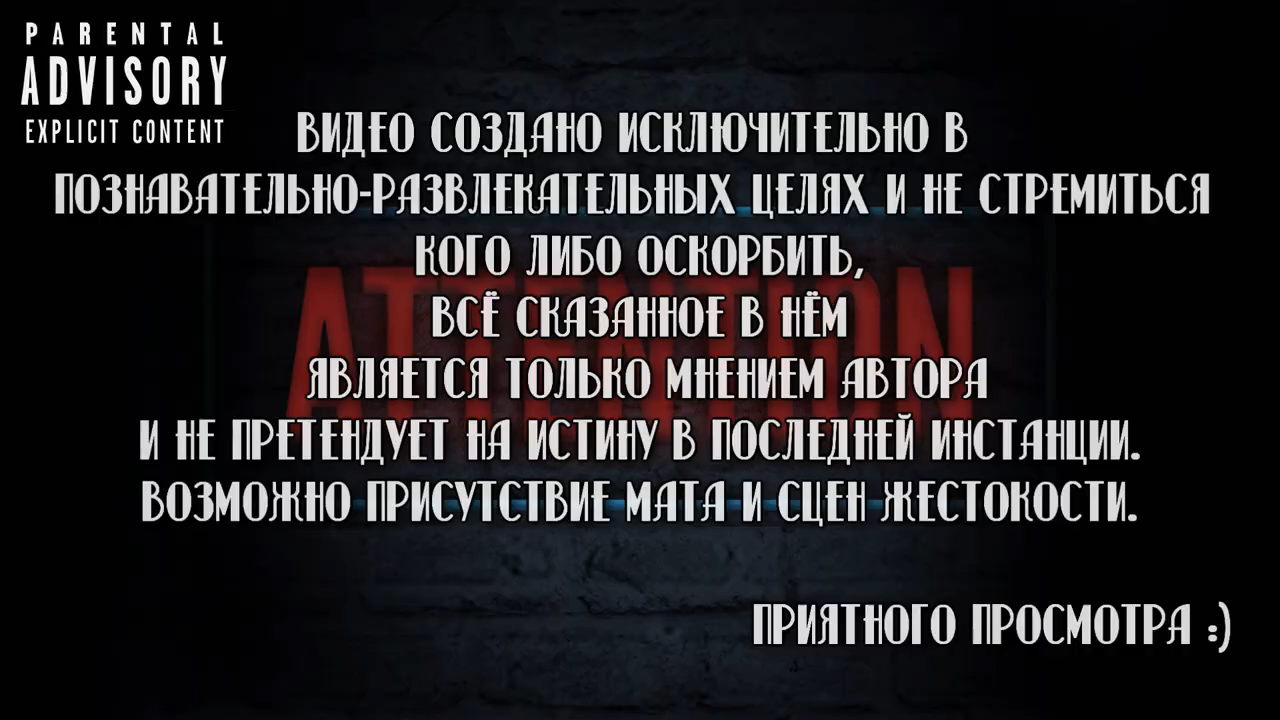 PARENTAL
ADVISORY
EXPLICIT CONTENT
ВИДЕО СОЗДАНО ИСКЛЮЧИТЕЛЬНО В
ПОЗНАВАТЕЛЬНО-РАЗВЛЕКАТЕЛЬНЫХ ЦЕЛЯХ И НЕ СТРЕМИТЬСЯ
КОГО ЛИБО ОСКОРБИТЬ,
ATTENTION
ВСЁ СКАЗАННОЕ В НЁМ
ЯВЛЯЕТСЯ ТОЛЬКО МНЕНИЕМ АВТОРА
И НЕ ПРЕТЕНДУЕТ НА ИСТИНУ В ПОСЛЕДНЕЙ ИНСТАНЦИИ.
ВОЗМОЖНО ПРИСУТСТВИЕ МАТА И СЦЕН ЖЕСТОКОСТИ.
ПРИЯТНОГО ПРОСМОТРА :)